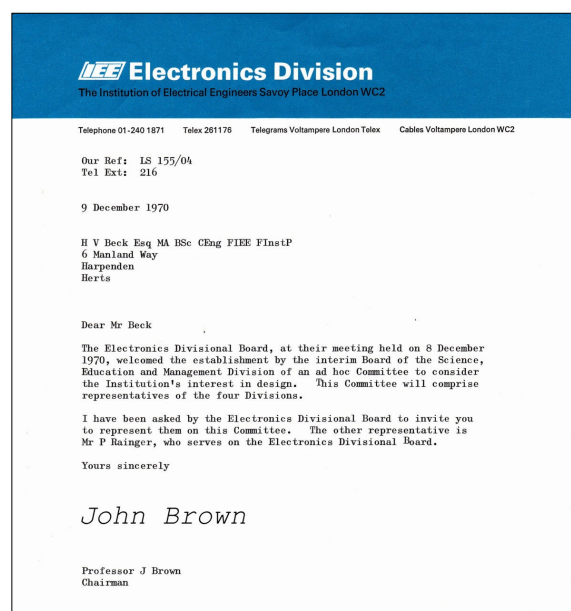 IEE Electronics Division
The Institution of Electrical Engineers Savoy Place London WC2
Telephone 01-240 1871 Telex 261176 Telegrams Voltampere London Telex Cables Voltampere London WC2
Our Ref: LS 155/04
Tel Ext: 216
9 December 1970
H V Beck Esq MA BSc CEng FIEE FInstP
6 Manland Way
Harpenden
Herts
Dear Mr Beck
The Electronics Divisional Board, at their meeting held on 8 December
1970, welcomed the establishment by the interim Board of the Science,
Education and Management Division of an ad hoc Committee to consider
the Institution's interest in design. This Committee will comprise
representatives of the four Divisions.
I have been asked by the Electronics Divisional Board to invite you
to represent them on this Committee. The other representative is
Mr P Rainger, who serves on the Electronics Divisional Board.
Yours sincerely
John Brown
Professor J Brown
Chairman